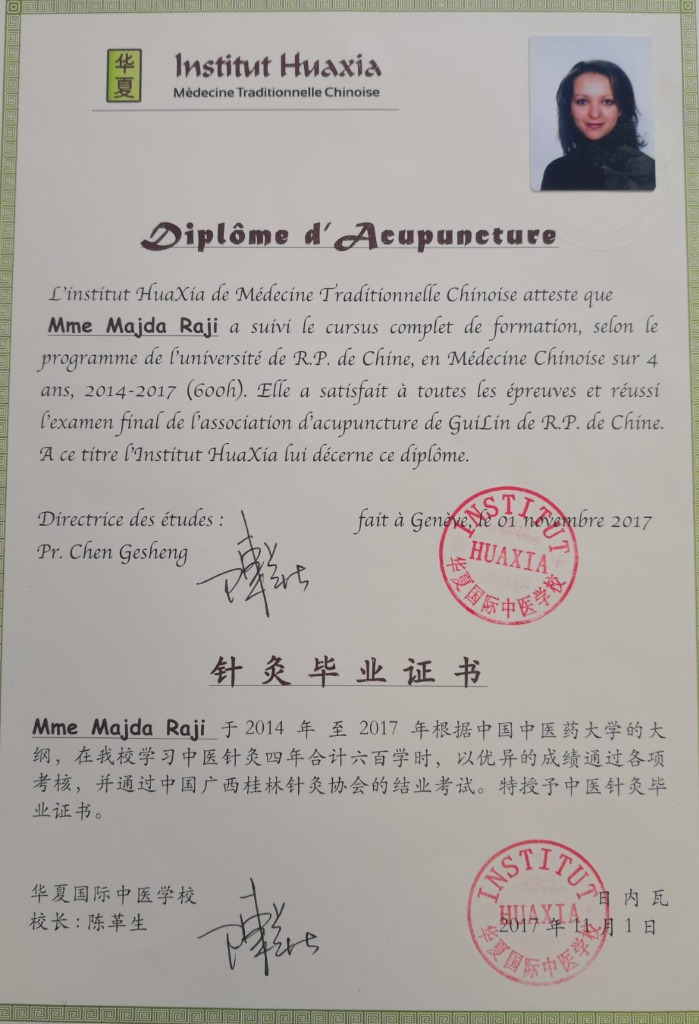 华夏
Institut Huaxia
Médecine Traditionnelle Chinoise
Diplôme d'Acupuncture
L'institut HuaXia de Médecine Traditionnelle Chinoise atteste que
Mme Majda Raji a suivi le cursus complet de formation, selon le
programme de l'université de R.P. de Chine, en Médecine Chinoise sur 4
ans, 2014-2017 (600h). Elle a satisfait à toutes les épreuves et réussi
l'examen final de l'association d'acupuncture de GuiLin de R.P. de Chine.
A ce titre l'Institut HuaXia lui décerne ce diplôme.
Directrice des études :
fait à Genève, le 01 novembre 2017
Pr. Chen Gesheng
INSTITUT
HUAXIA
华夏国际中医学校
针灸毕业证书
Mme Majda Raji 于 2014 年 至 2017 年根据中国中医药大学的大
纲，在我校学习中医针灸四年合计六百学时，以优异的成绩通过各项
考核，并通过中国广西桂林针灸协会的结业考试。特授予中医针灸毕
业证书。
华夏国际中医学校
校长：陈革生
日内瓦
2017 年 11 月 1 日
INSTITUT
HUAXIA
华夏国际中医学校